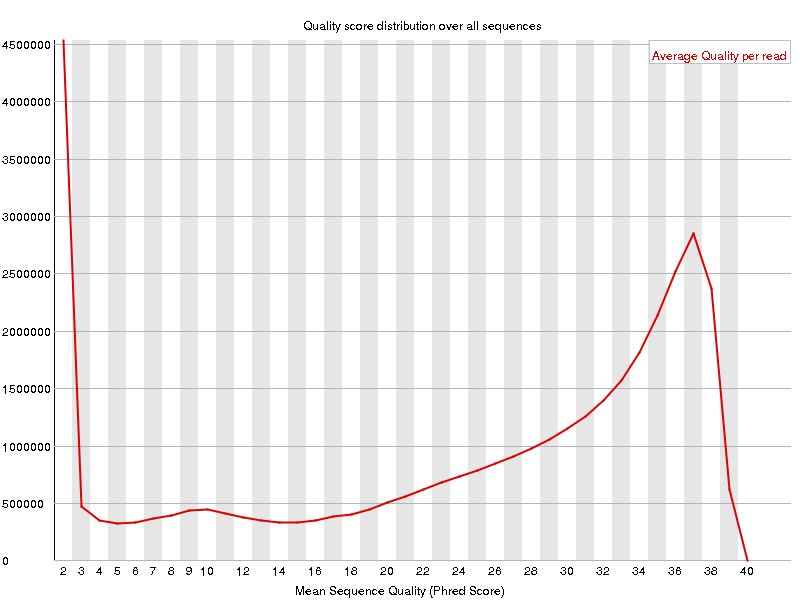 Quality score distribution over all sequences
Average Quality per read
4500000
4000000
3500000
3000000
2500000
2000000
1500000
1000000
500000
0
2 3 4 5 6 7 8 9 10 12 14 16 18 20 22 24 26 28 30 32 34 36 38 40
Mean Sequence Quality (Phred Score)